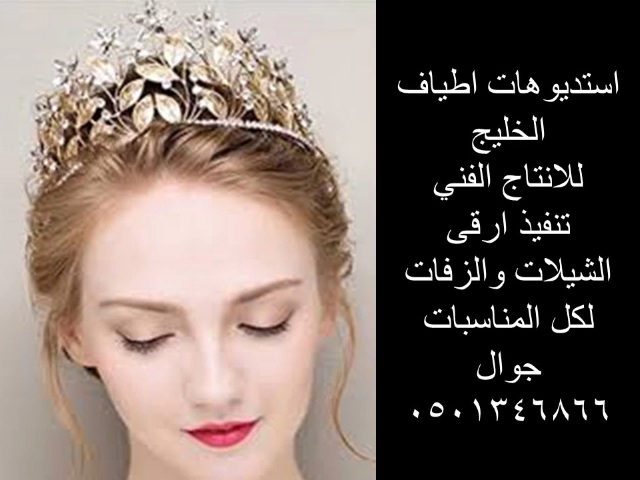 استديوهات اطياف
الخليج
للانتاج الفني
تنفيذ ارقى
الشيلات والزفات
لكل المناسبات
جوال
٠٥٠١٣٤٦٨٦٦